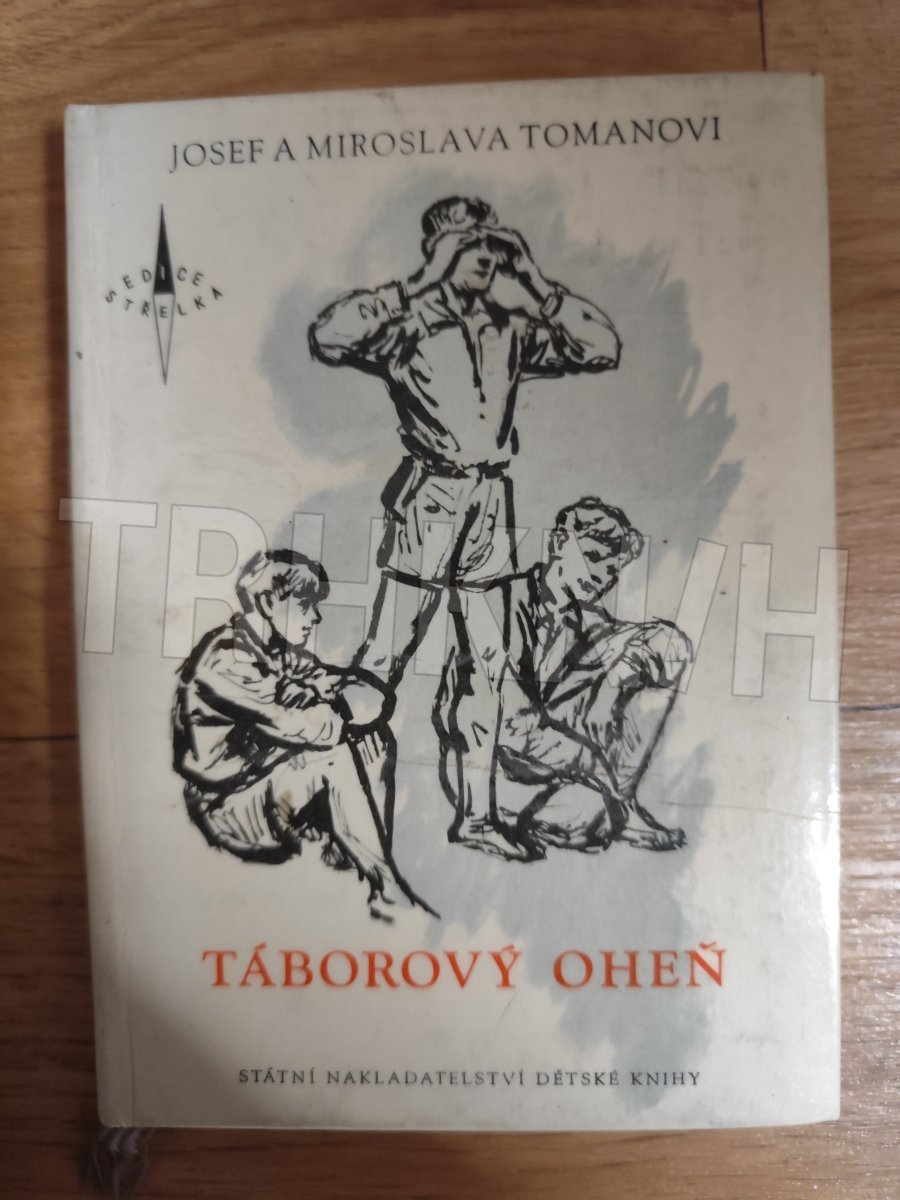 JOSEF A MIROSLAVA TOMANOVI
EDICE
STŘELKA
TRHKNIH
TÁBOROVÝ OHEŇ
STÁTNÍ NAKLADATELSTVÍ DĚTSKÉ KNIHY